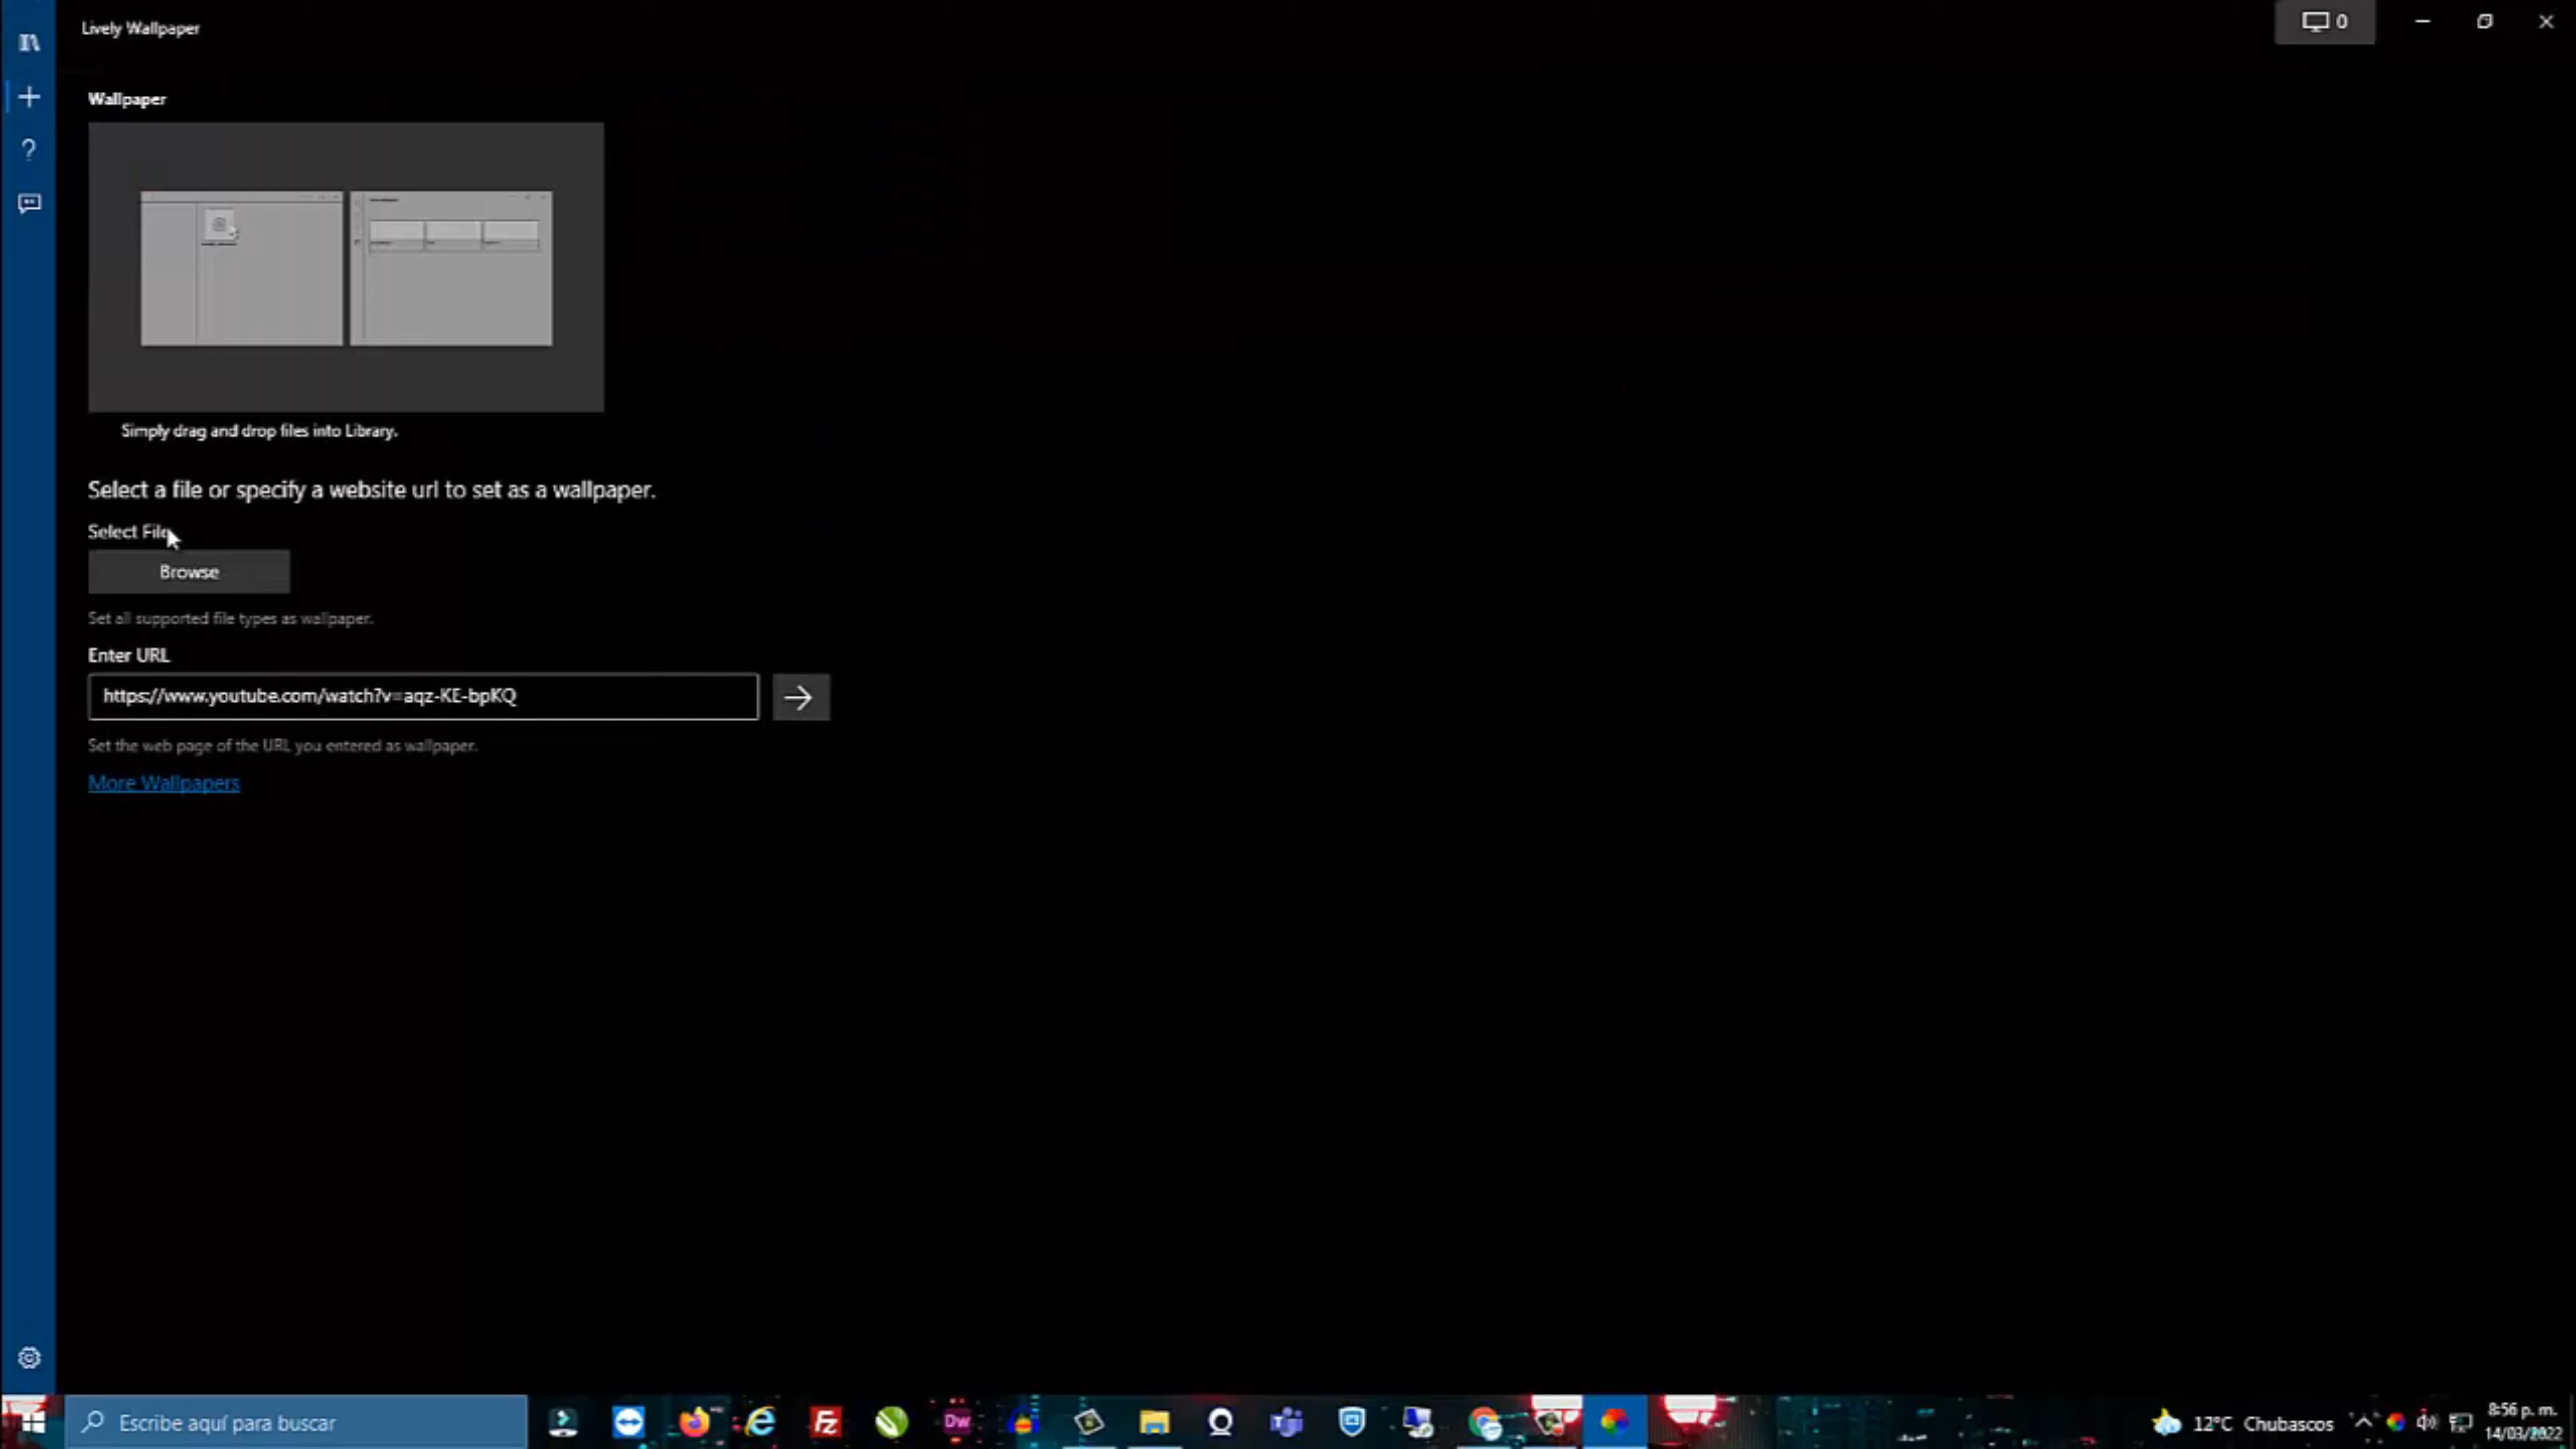 Lively Wallpaper
0
Wallpaper
Simply drag and drop files into Library.
Select a file or specify a website url to set as a wallpaper.
Select File
Browse
Set all supported file types as wallpaper.
Enter URL
https://www.youtube.com/watch?v=aqz-KE-bpKQ
Set the web page of the URL you entered as wallpaper.
More Wallpapers
Escribe aquí para buscar
Fz
Dw
12°C Chubascos
8:56 p. m.
14/03/2022